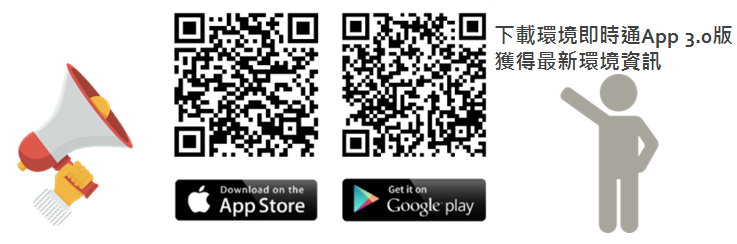 下載環境即時通App 3.0版
獲得最新環境資訊
Download on the
App Store
Get it on
Google play